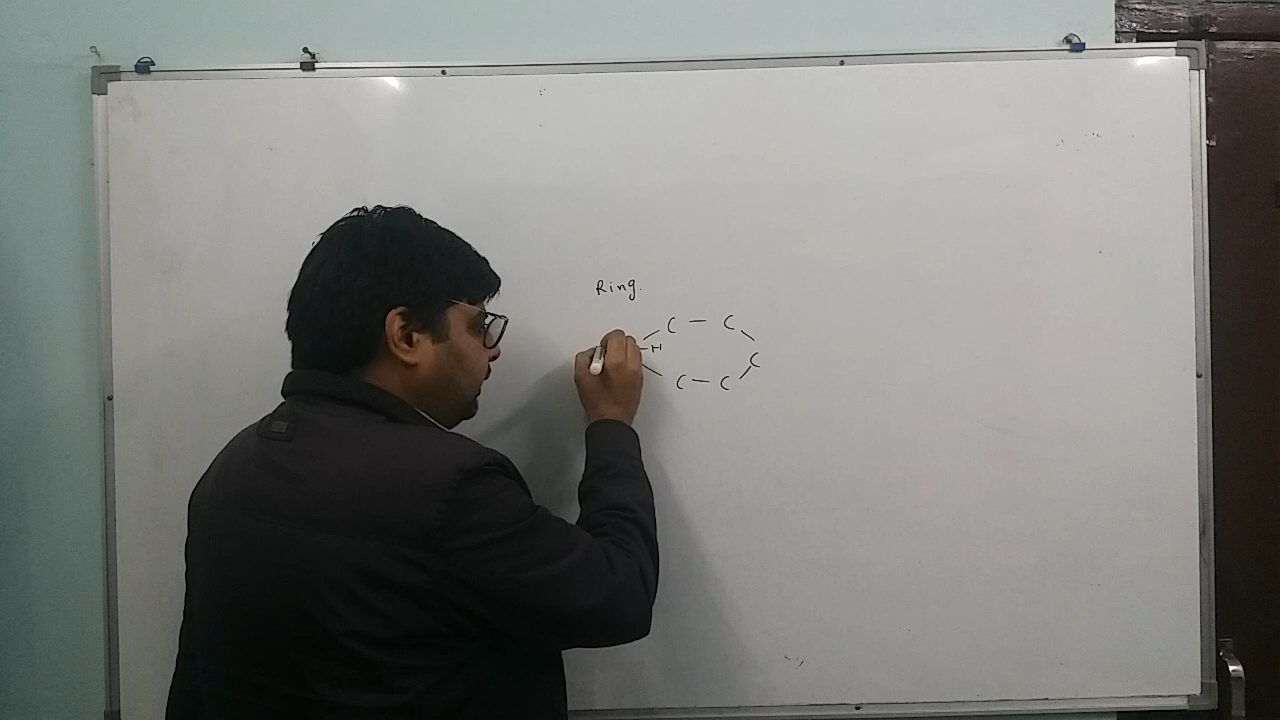 Ring.
C – C
– H
C
C – C